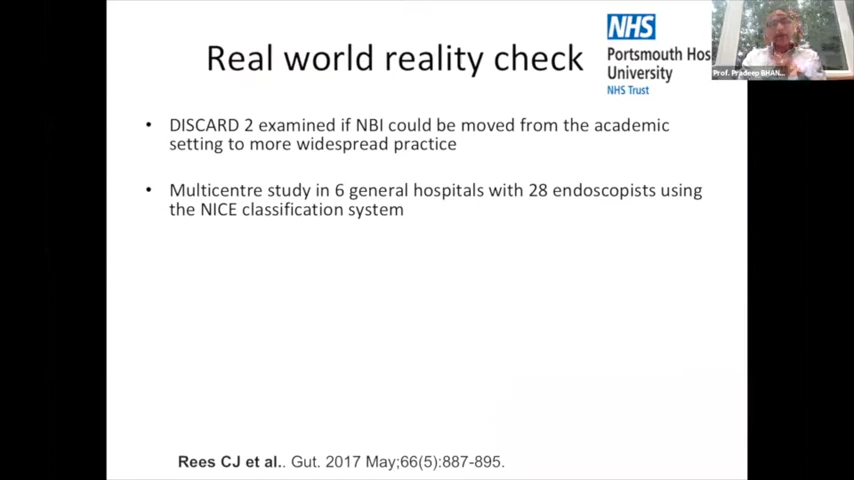 Real world reality check
NHS
Portsmouth Hos
University
NHS Trust
Prof. Pradeep BHAN...
• DISCARD 2 examined if NBI could be moved from the academic
setting to more widespread practice
• Multicentre study in 6 general hospitals with 28 endoscopists using
the NICE classification system
Rees CJ et al.. Gut. 2017 May;66(5):887-895.